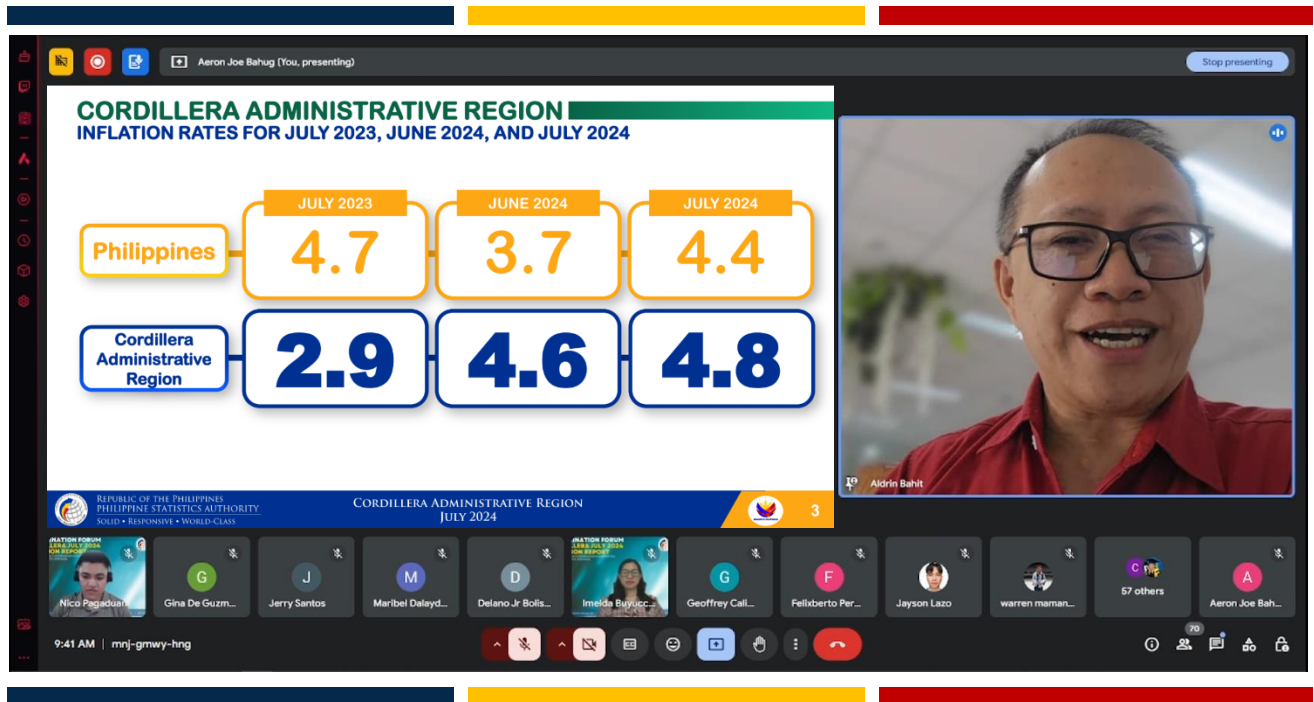 Aeron Joe Bahug (You, presenting)
Stop presenting
CORDILLERA ADMINISTRATIVE REGION
INFLATION RATES FOR JULY 2023, JUNE 2024, AND JULY 2024
JULY 2023
JUNE 2024
JULY 2024
Philippines
4.7
3.7
4.4
Cordillera
Administrative
Region
2.9
4.6
4.8
REPUBLIC OF THE PHILIPPINES
PHILIPPINE STATISTICS AUTHORITY
SOLID • RESPONSIVE • WORLD-CLASS
CORDILLERA ADMINISTRATIVE REGION
JULY 2024
3
Aldrin Bahit
Nico Pagaduan
G
Gina De Guzm...
J
Jerry Santos
M
Maribel Dalayd...
D
Delano Jr Bolis...
Imelda Buyucc...
G
Geoffrey Cali...
F
Felixberto Per...
Jayson Lazo
warren maman...
C
57 others
A
Aeron Joe Bah...
9:41 AM | mnj-gmwy-hng
70